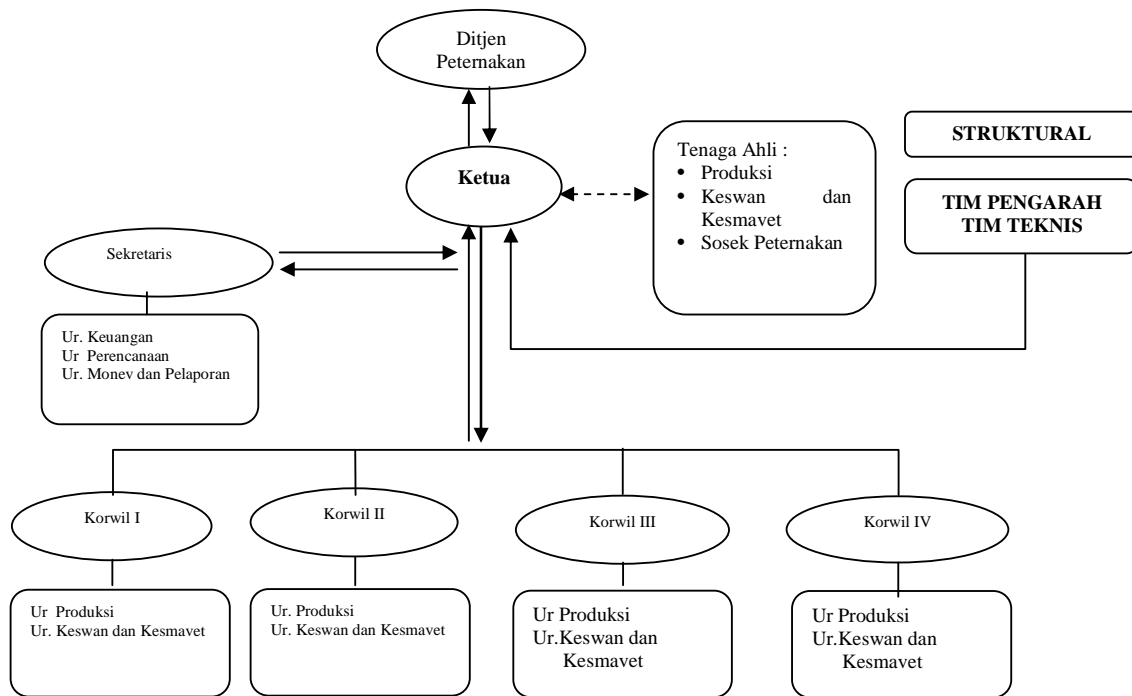 Ditjen
Peternakan
Ketua
Tenaga Ahli :
• Produksi
• Keswan dan
Kesmavet
• Sosek Peternakan
STRUKTURAL
TIM PENGARAH
TIM TEKNIS
Sekretaris
Ur. Keuangan
Ur Perencanaan
Ur. Monev dan Pelaporan
Korwil I
Korwil II
Korwil III
Korwil IV
Ur Produksi
Ur. Keswan dan Kesmavet
Ur. Produksi
Ur. Keswan dan Kesmavet
Ur Produksi
Ur.Keswan dan
Kesmavet
Ur Produksi
Ur.Keswan dan
Kesmavet